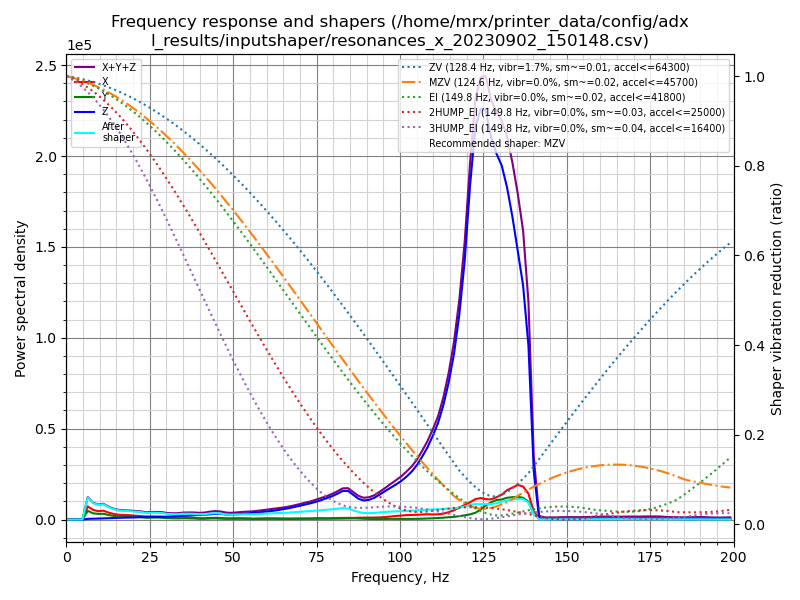 Frequency response and shapers (/home/mrx/printer_data/config/adx
l_results/inputshaper/resonances_x_20230902_150148.csv)
1e5
X+Y+Z
X
Y
Z
After
shaper
ZV (128.4 Hz, vibr=1.7%, sm~=0.01, accel<=64300)
MZV (124.6 Hz, vibr=0.0%, sm~=0.02, accel<=45700)
EI (149.8 Hz, vibr=0.0%, sm~=0.02, accel<=41800)
2HUMP_EI (149.8 Hz, vibr=0.0%, sm~=0.03, accel<=25000)
3HUMP_EI (149.8 Hz, vibr=0.0%, sm~=0.04, accel<=16400)
Recommended shaper: MZV
Power spectral density
2.5
2.0
1.5
1.0
0.5
0.0
1.0
0.8
0.6
0.4
0.2
0.0
Shaper vibration reduction (ratio)
0 25 50 75 100 125 150 175 200
Frequency, Hz